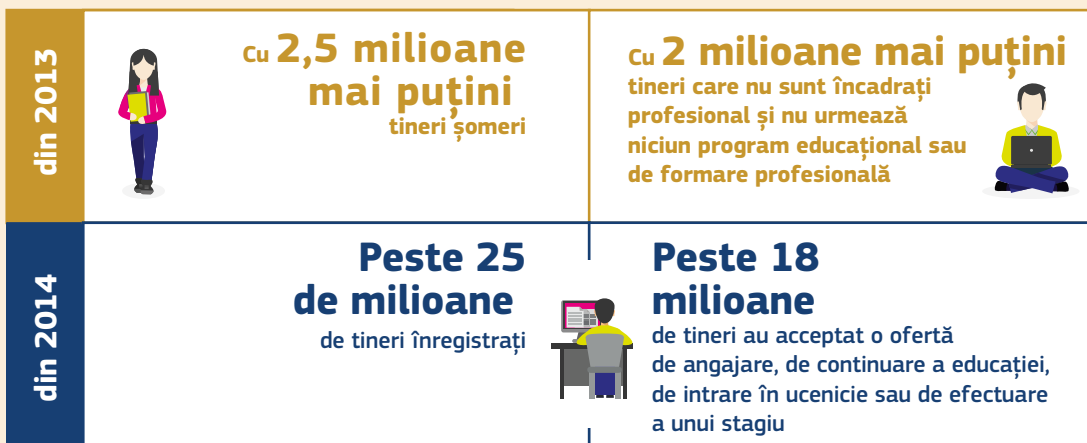 din 2013
Cu 2,5 milioane
mai puțini
tineri șomeri
Cu 2 milioane mai puțini
tineri care nu sunt încadrați
profesional și nu urmează
niciun program educațional sau
de formare profesională
din 2014
Peste 25
de milioane
de tineri înregistrați
Peste 18
milioane
de tineri au acceptat o ofertă
de angajare, de continuare a educației,
de intrare în ucenicie sau de efectuare
a unui stagiu